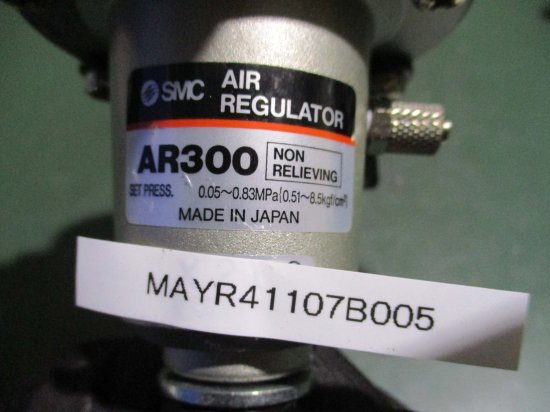 SMC AIR REGULATOR
AR300 NON RELIEVING
SET PRESS. 0.05~0.83MPa{0.51~8.5kgf/cm²}
MADE IN JAPAN
MAYR41107B005